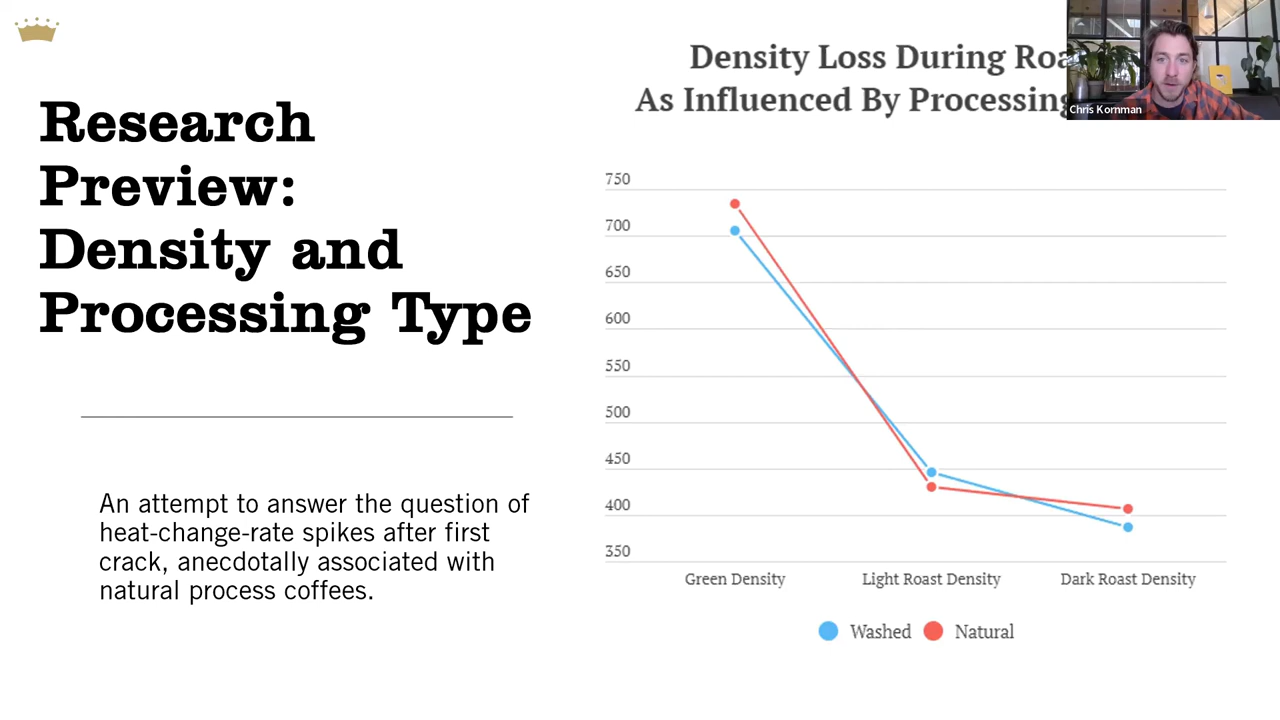 Research
Preview:
Density and
Processing Type
An attempt to answer the question of
heat-change-rate spikes after first
crack, anecdotally associated with
natural process coffees.
Density Loss During
As Influenced By Processing
Chris Kornman
750
700
650
600
550
500
450
400
350
Green Density
Light Roast Density
Dark Roast Density
Washed
Natural